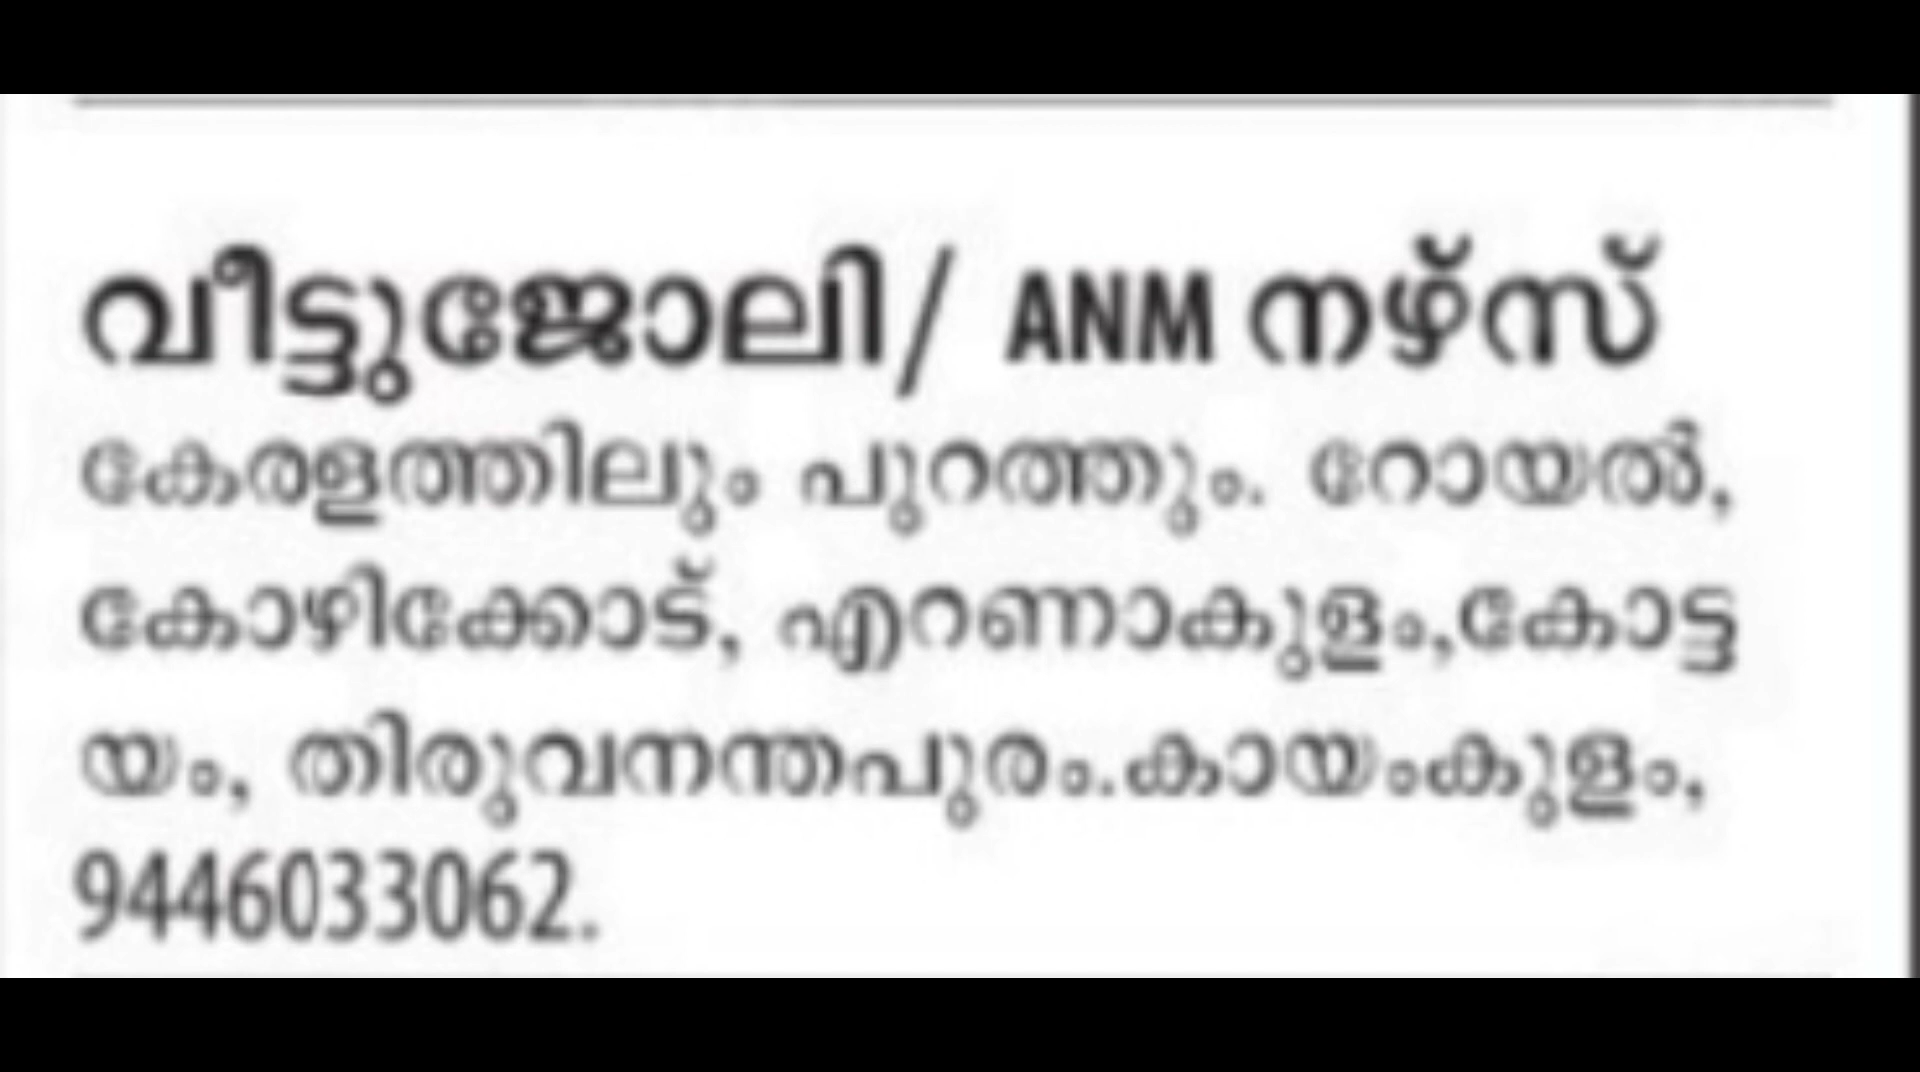 വീട്ടുജോലി/ ANM നഴ്സ്
കേരളത്തിലും പുറത്തും. റോയൽ,
കോഴിക്കോട്, എറണാകുളം,കോട്ട
യം, തിരുവനന്തപുരം.കായംകുളം,
9446033062.